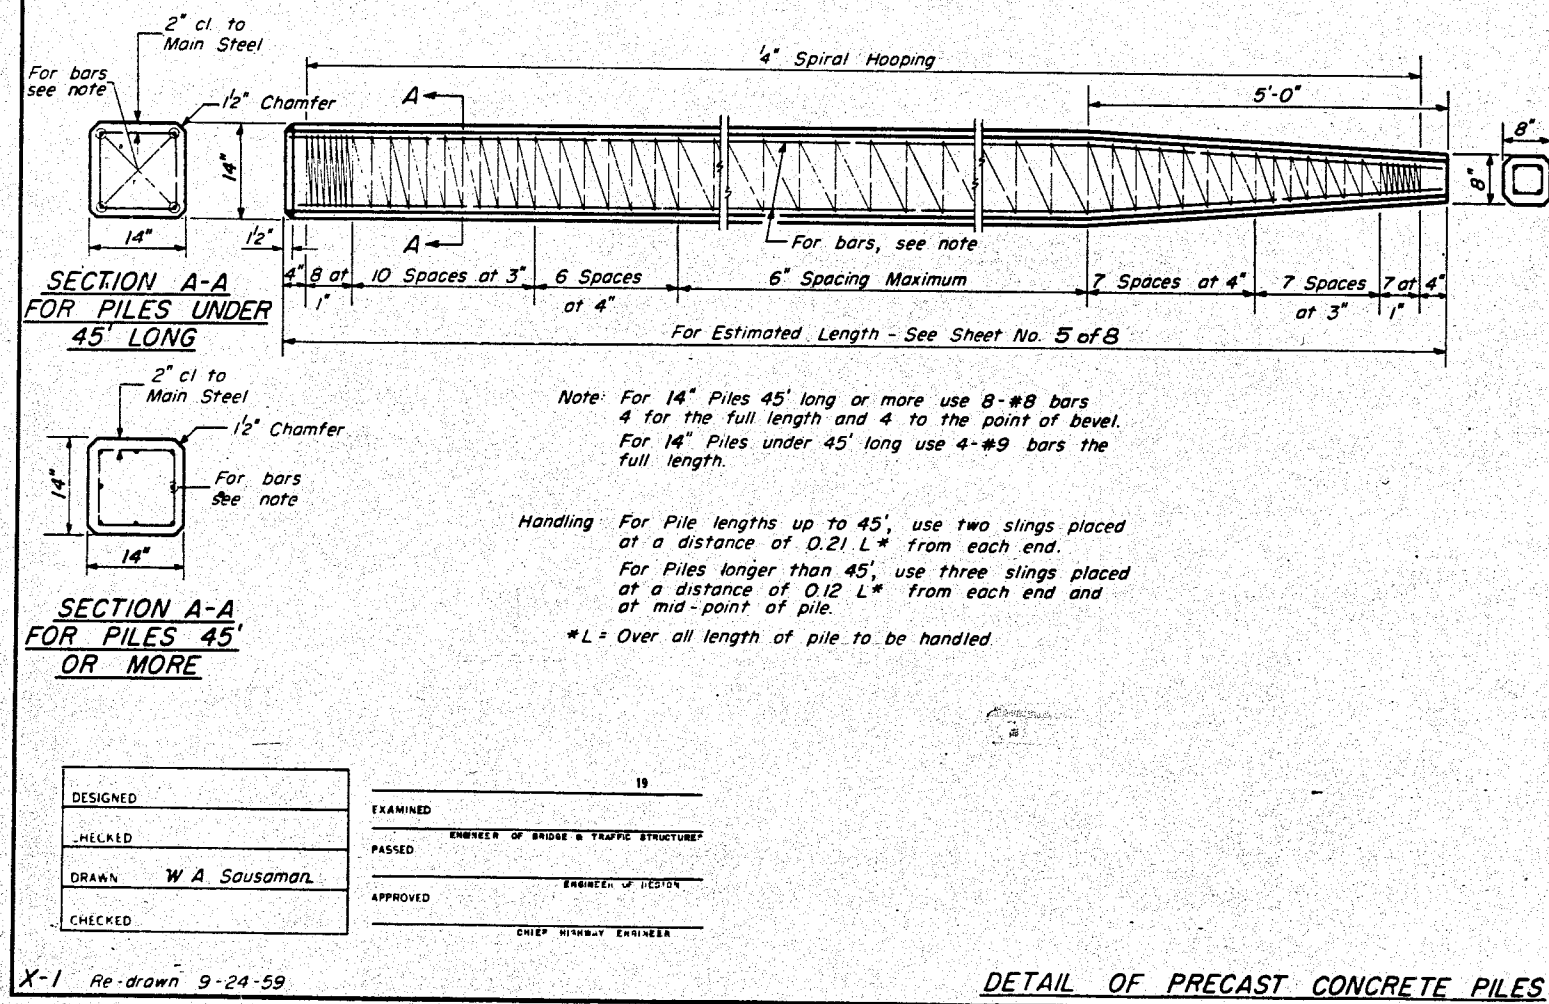 2" cl. to
Main Steel
For bars
see note
1/2" Chamfer
14"
14"
SECTION A-A
FOR PILES UNDER
45' LONG
1/4" Spiral Hooping
5'-0"
A
A
8"
8"
1/2"
For bars, see note
4" 8 at 1" 10 Spaces at 3" 6 Spaces at 4" 6" Spacing Maximum 7 Spaces at 4" 7 Spaces at 3" 7 at 1" 4"
For Estimated Length - See Sheet No. 5 of 8
2" cl to
Main Steel
1/2" Chamfer
For bars
see note
14"
14"
SECTION A-A
FOR PILES 45'
OR MORE
Note: For 14" Piles 45' long or more use 8-#8 bars
4 for the full length and 4 to the point of bevel.
For 14" Piles under 45' long use 4-#9 bars the
full length.
Handling: For Pile lengths up to 45', use two slings placed
at a distance of 0.21 L* from each end.
For Piles longer than 45', use three slings placed
at a distance of 0.12 L* from each end and
at mid-point of pile.
*L = Over all length of pile to be handled.
DESIGNED
CHECKED
DRAWN W A Sausaman
CHECKED
19
EXAMINED
ENGINEER OF BRIDGE & TRAFFIC STRUCTURES
PASSED
ENGINEER OF DESIGN
APPROVED
CHIEF HIGHWAY ENGINEER
X-1 Re-drawn 9-24-59
DETAIL OF PRECAST CONCRETE PILES